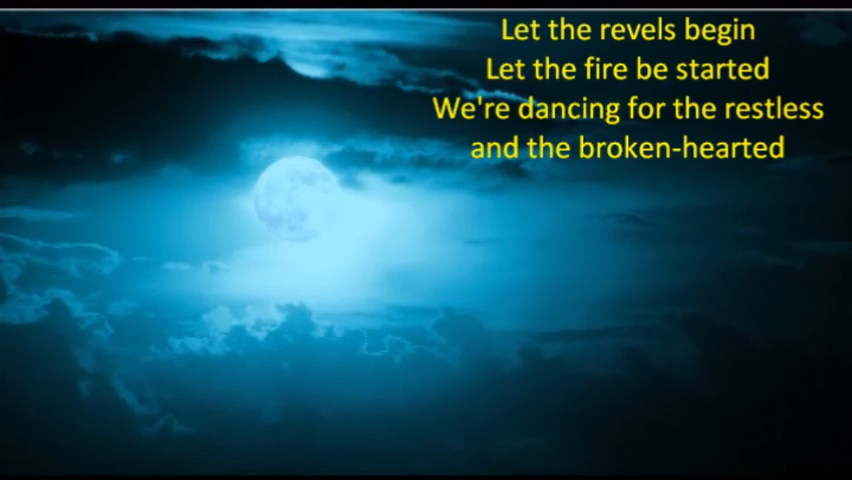 Let the revels begin
Let the fire be started
We're dancing for the restless
and the broken-hearted